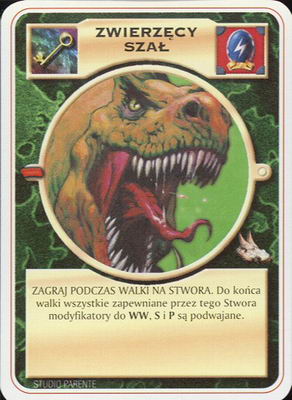 ZWIERZĘCY
SZAŁ
ZAGRAJ PODCZAS WALKI NA STWORA. Do końca
walki wszystkie zapewniane przez tego Stwora
modyfikatory do WW, S i P są podwajane.
STUDIO PARENTE